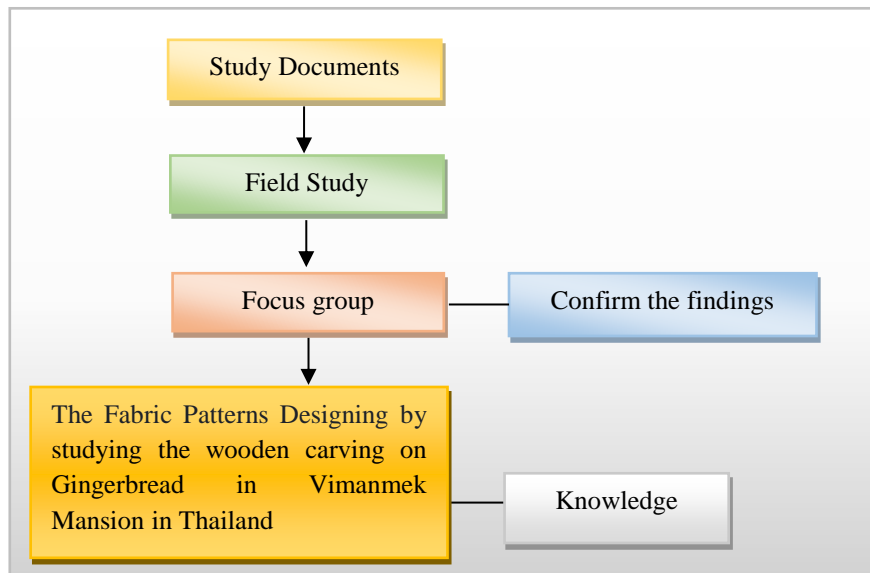 Study Documents
Field Study
Focus group
Confirm the findings
The Fabric Patterns Designing by
studying the wooden carving on
Gingerbread in Vimanmek
Mansion in Thailand
Knowledge